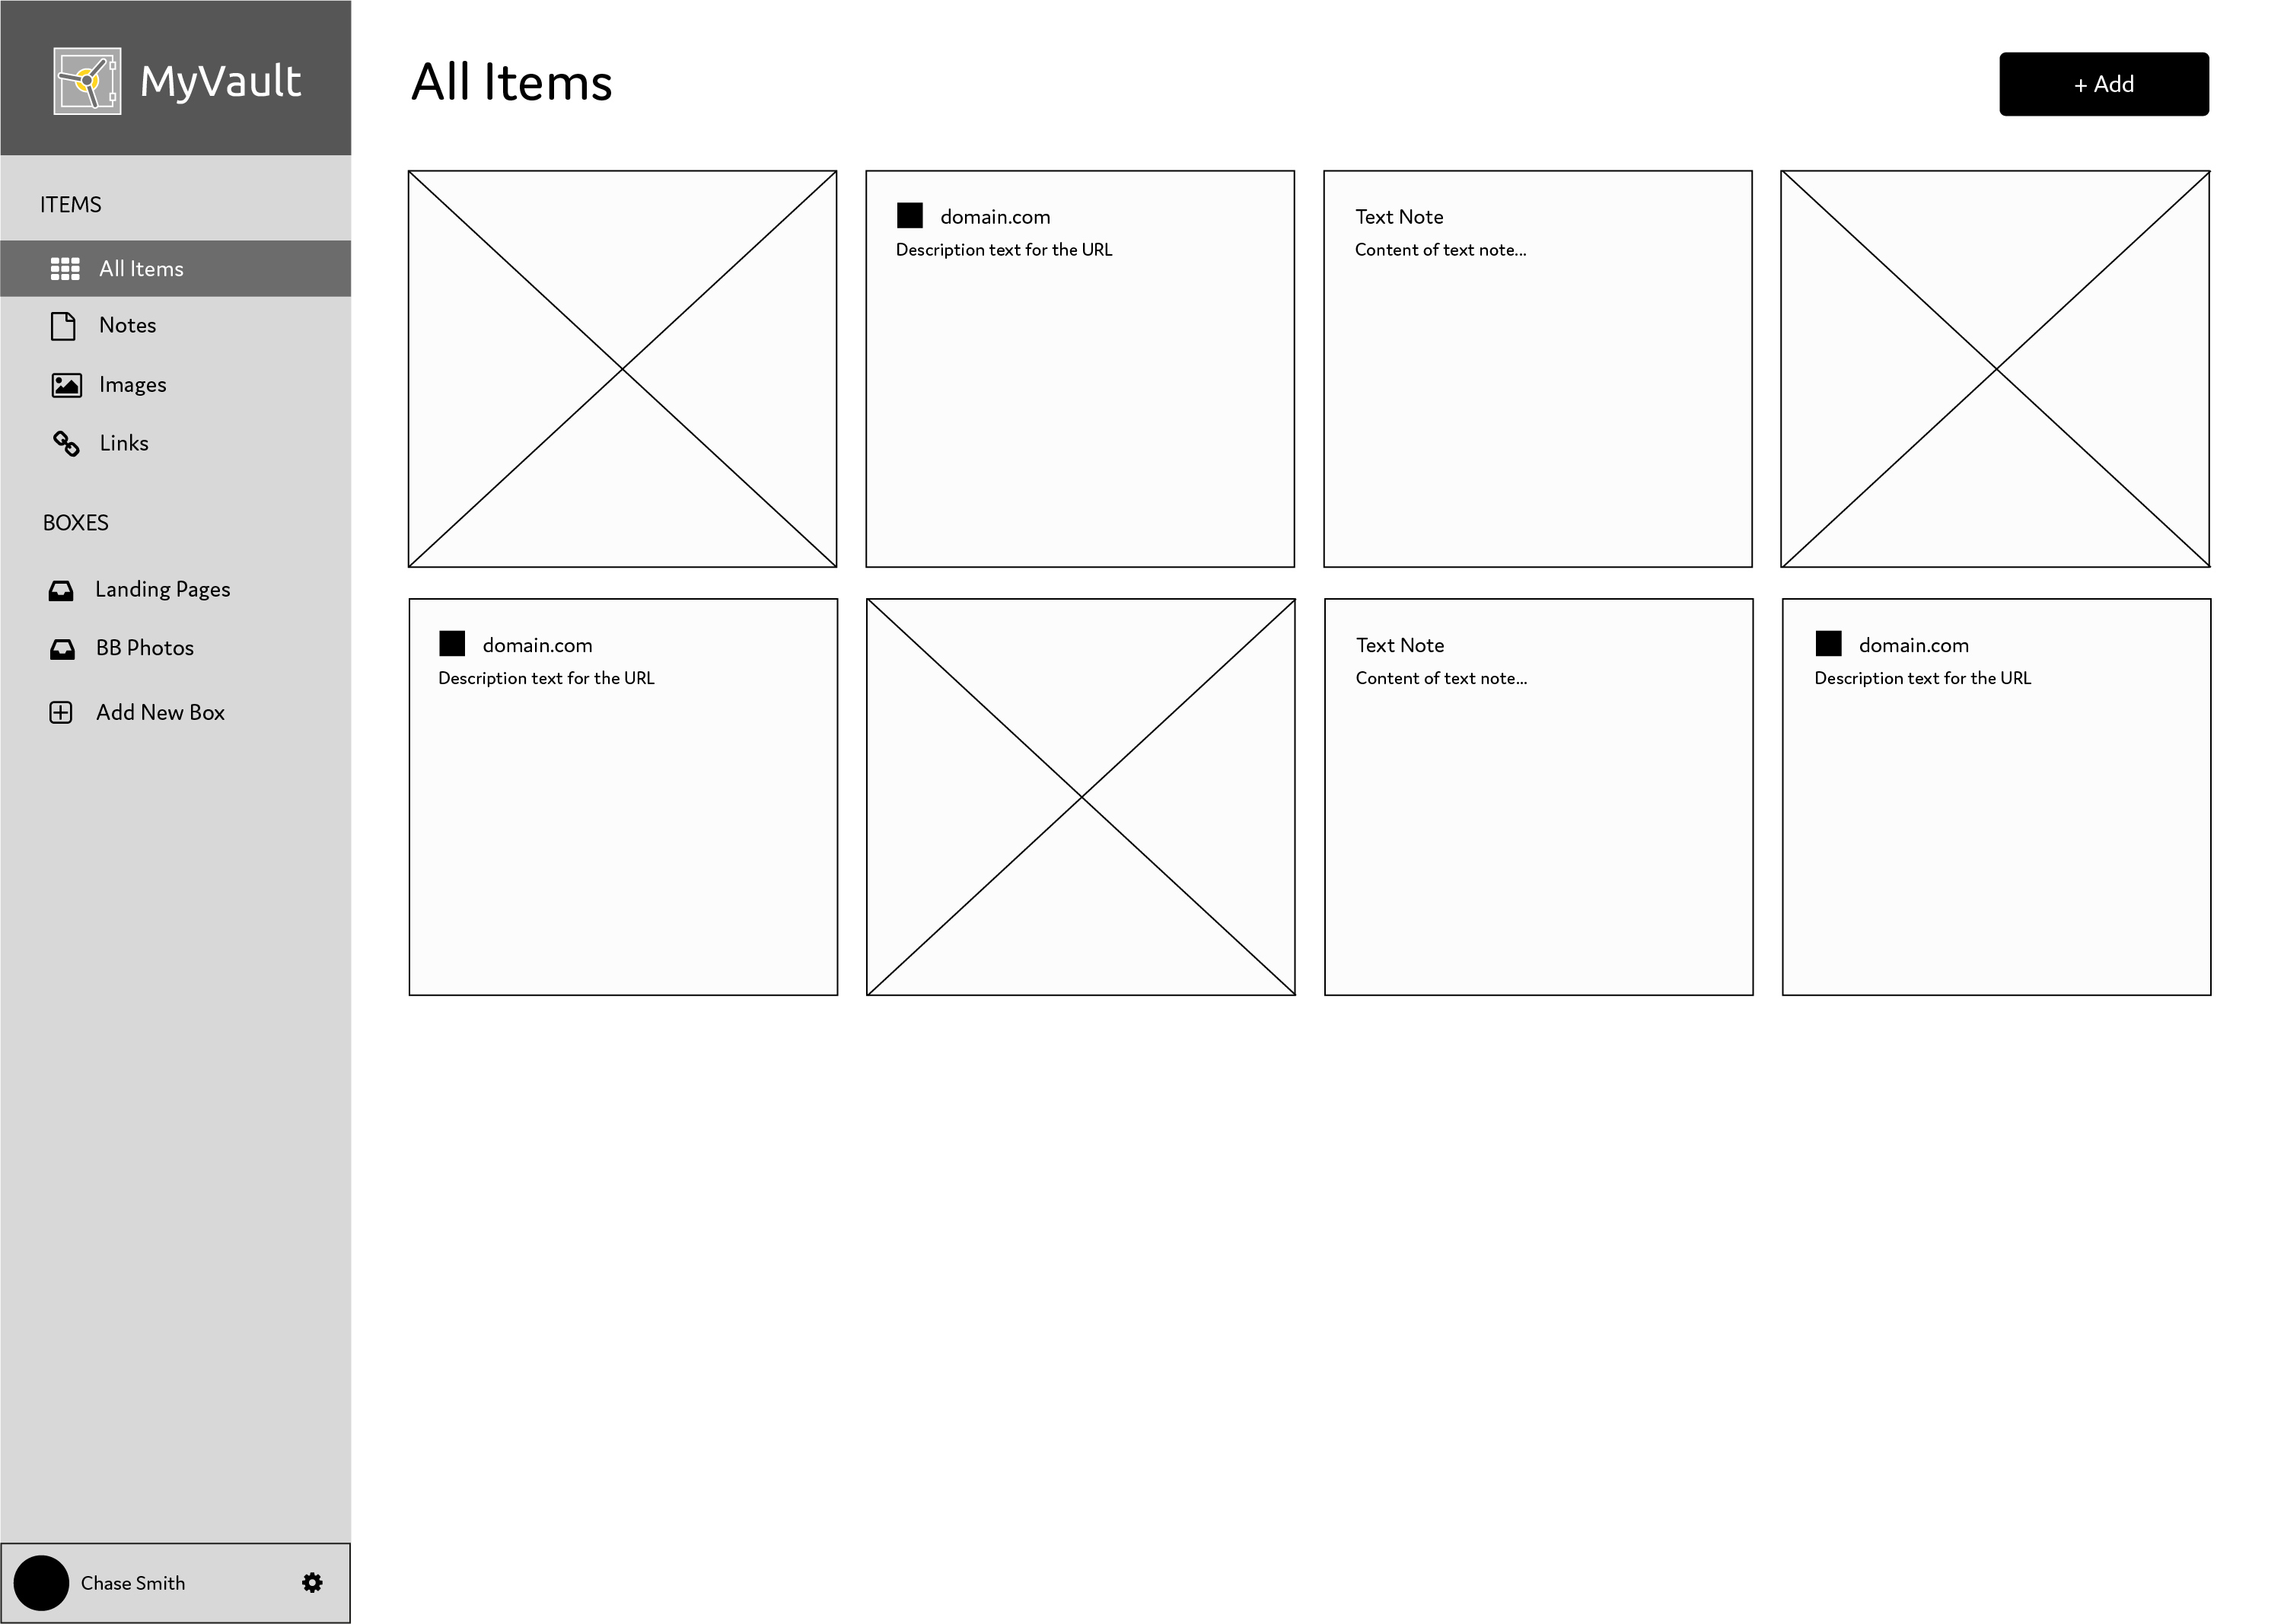 MyVault
ITEMS
All Items
Notes
Images
Links
BOXES
Landing Pages
BB Photos
Add New Box
Chase Smith
All Items
+ Add
domain.com
Description text for the URL
Text Note
Content of text note...
domain.com
Description text for the URL
Text Note
Content of text note...
domain.com
Description text for the URL